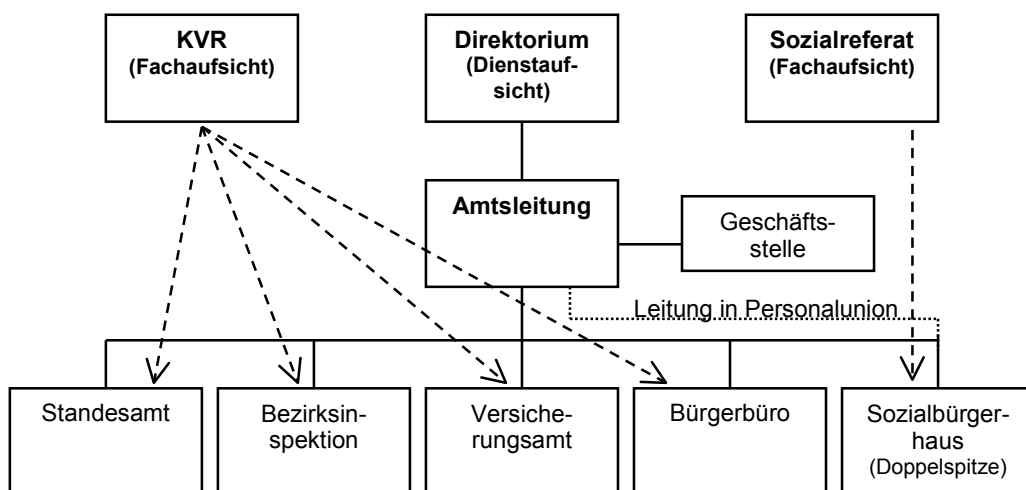 KVR
(Fachaufsicht)
Direktorium
(Dienstauf-
sicht)
Sozialreferat
(Fachaufsicht)
Amtsleitung
Geschäfts-
stelle
Leitung in Personalunion
Standesamt
Bezirksin-
spektion
Versiche-
rungsamt
Bürgerbüro
Sozialbürger-
haus
(Doppelspitze)